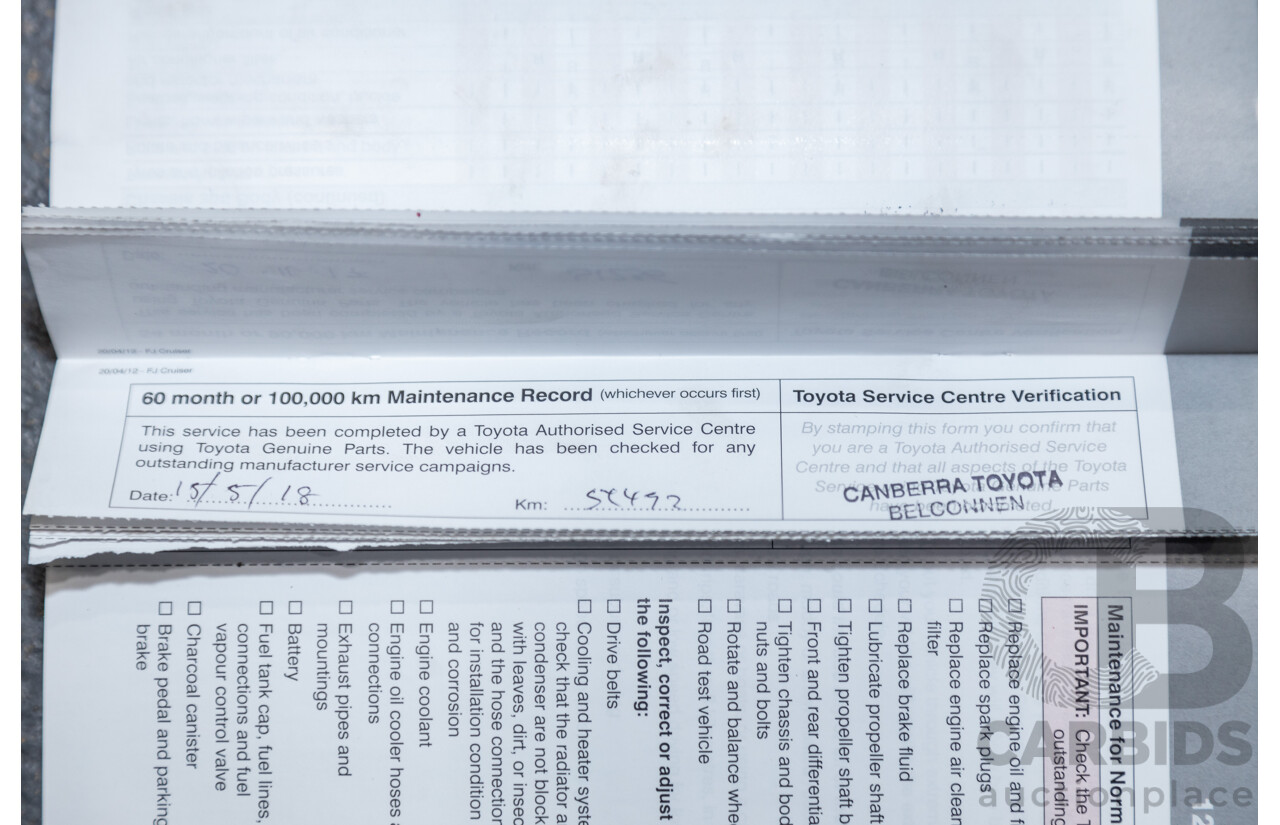 20/04/12 - FJ Cruiser
20/04/12 - FJ Cruiser
60 month or 100,000 km Maintenance Record (whichever occurs first)
This service has been completed by a Toyota Authorised Service Centre
using Toyota Genuine Parts. The vehicle has been checked for any
outstanding manufacturer service campaigns.
Date: 15/5/18
Km:
Toyota Service Centre Verification
By stamping this form you confirm that
you are a Toyota Authorised Service
Centre and that all aspects of the Toyota
Parts
CANBERRA TOYOTA
BELCONNEN
Maintenance for Norm
IMPORTANT: Check the T
outstanding
☐ Replace engine oil and f
☐ Replace spark plugs
☐ Replace engine air clean
filter
☐ Replace brake fluid
☐ Lubricate propeller shaft
☐ Tighten propeller shaft b
☐ Front and rear differentia
☐ Tighten chassis and bod
nuts and bolts
☐ Rotate and balance whe
☐ Road test vehicle
Inspect, correct or adjust
the following:
☐ Drive belts
☐ Cooling and heater syste
check that the radiator a
condenser are not block
with leaves, dirt, or insec
and the hose connection
for installation condition
and corrosion
☐ Engine coolant
☐ Engine oil cooler hoses a
connections
☐ Exhaust pipes and
mountings
☐ Battery
☐ Fuel tank cap, fuel lines,
connections and fuel
vapour control valve
☐ Charcoal canister
☐ Brake pedal and parking
brake
12
CB
CARBIDS
auctionplace